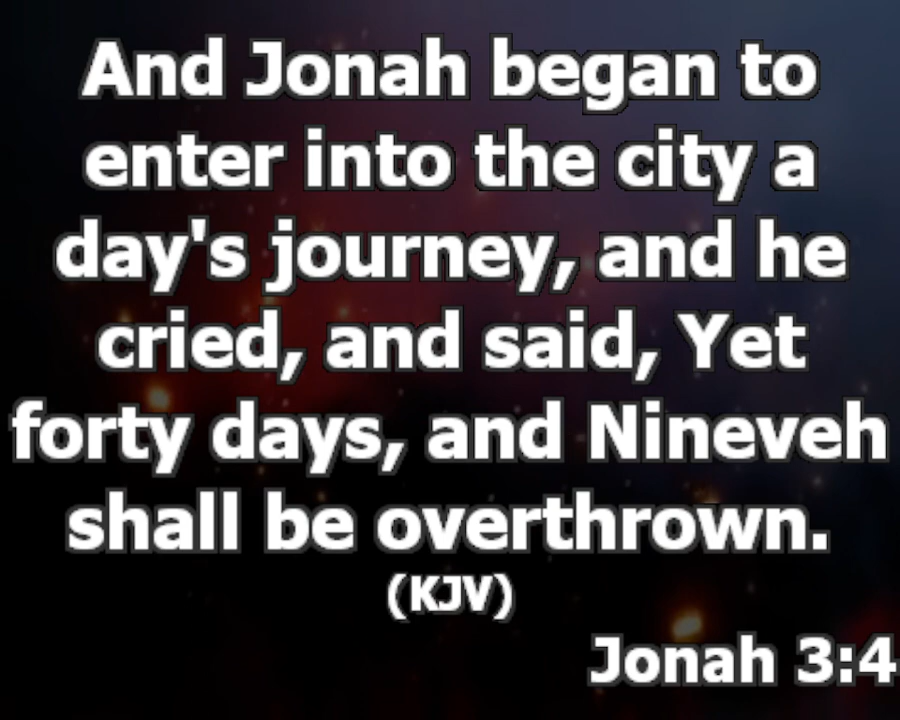 And Jonah began to
enter into the city a
day's journey, and he
cried, and said, Yet
forty days, and Nineveh
shall be overthrown.
(KJV)
Jonah 3:4